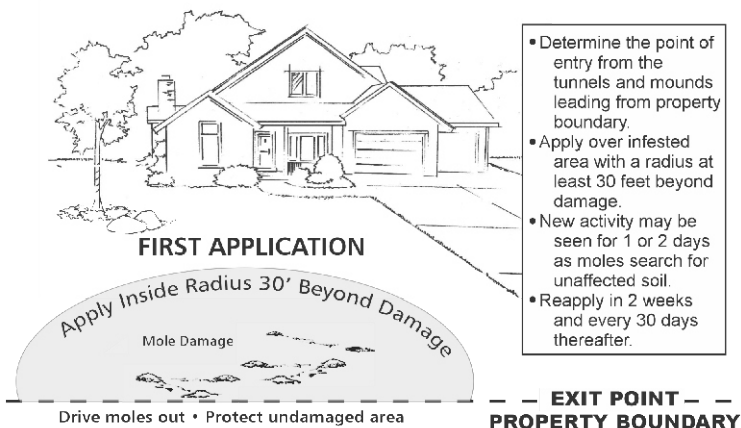 • Determine the point of
entry from the
tunnels and mounds
leading from property
boundary.
• Apply over infested
area with a radius at
least 30 feet beyond
damage.
• New activity may be
seen for 1 or 2 days
as moles search for
unaffected soil.
• Reapply in 2 weeks
and every 30 days
thereafter.
FIRST APPLICATION
Apply Inside Radius 30' Beyond Damage
Mole Damage
Drive moles out • Protect undamaged area
EXIT POINT
PROPERTY BOUNDARY